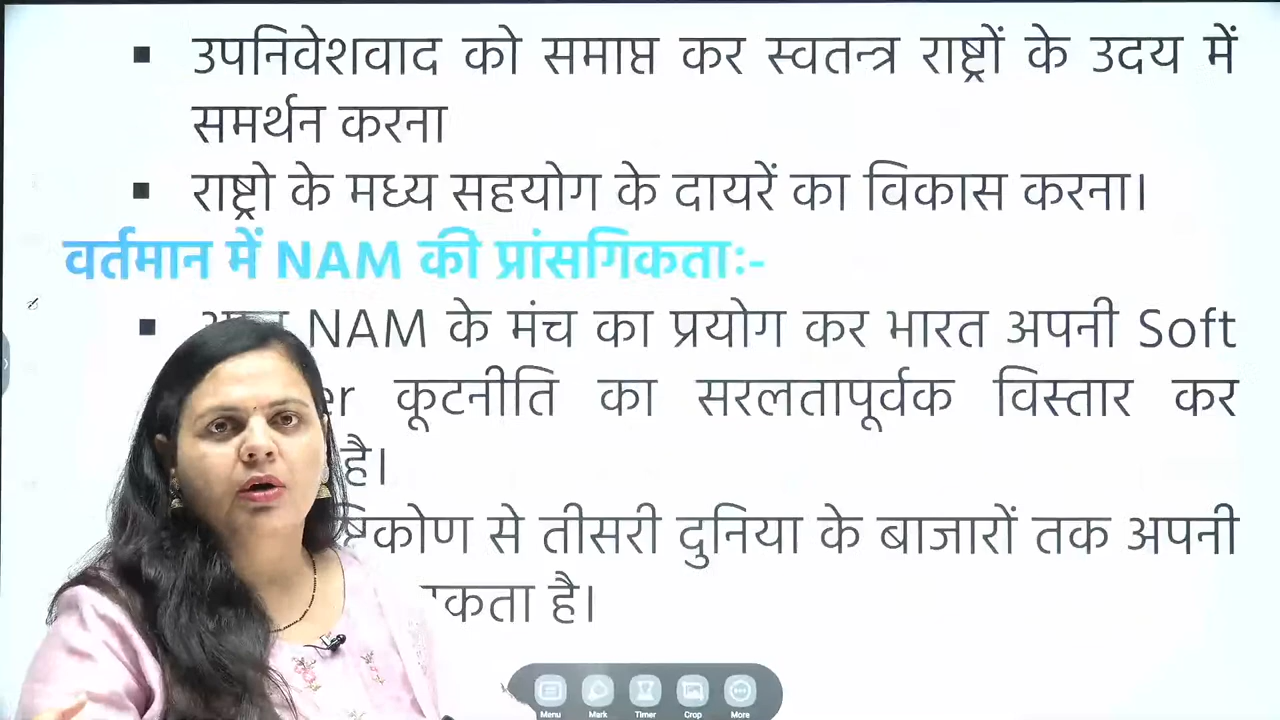 ▪ उपनिवेशवाद को समाप्त कर स्वतन्त्र राष्ट्रों के उदय में
समर्थन करना
▪ राष्ट्रो के मध्य सहयोग के दायरें का विकास करना।
वर्तमान में NAM की प्रांसगिकताः-
▪ NAM के मंच का प्रयोग कर भारत अपनी Soft
कूटनीति का सरलतापूर्वक विस्तार कर
है।
से तीसरी दुनिया के बाजारों तक अपनी
है।
Menu Mark Timer Crop More